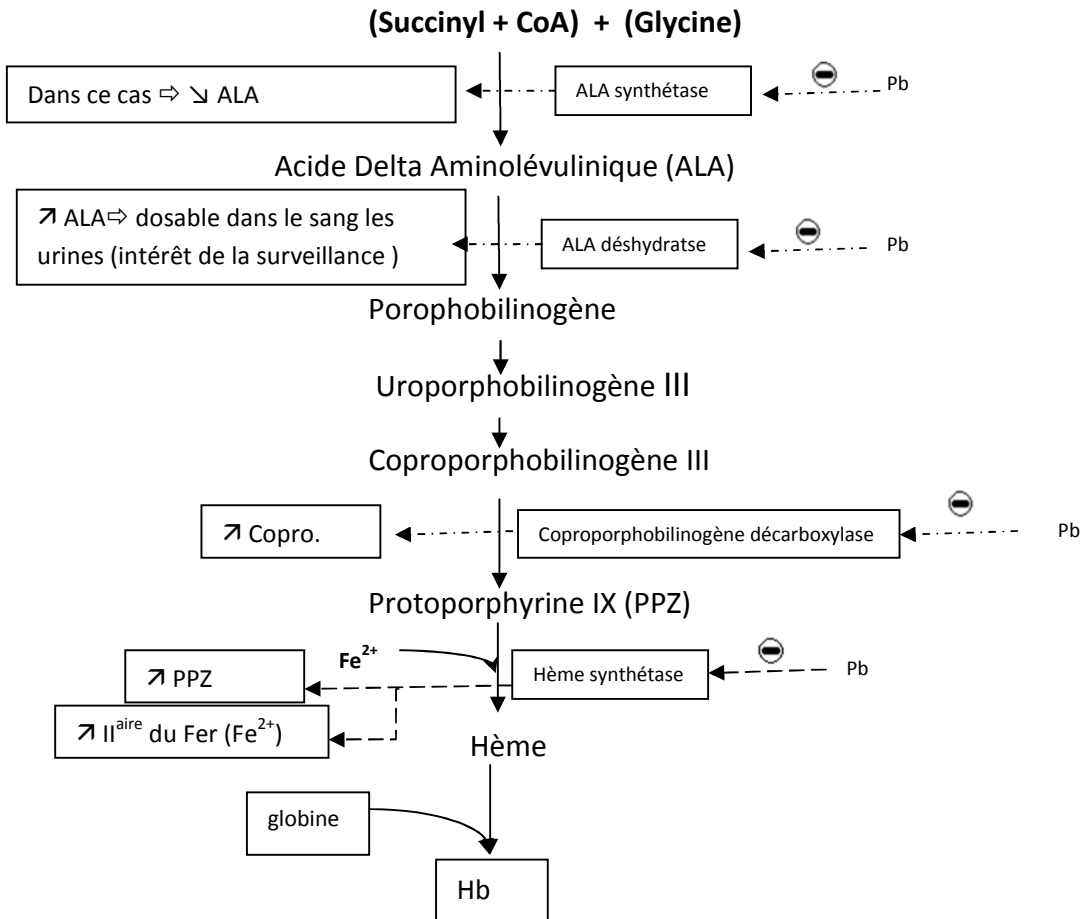 (Succinyl + CoA) + (Glycine)
Dans ce cas ⇨ ↘ ALA
ALA synthétase
Pb
Acide Delta Aminolévulinique (ALA)
↗ ALA⇨ dosable dans le sang les
urines (intérêt de la surveillance )
ALA déshydratse
Pb
Porophobilinogène
Uroporphobilinogène III
Coproporphobilinogène III
↗ Copro.
Coproporphobilinogène décarboxylase
Pb
Protoporphyrine IX (PPZ)
Fe²⁺
↗ PPZ
Hème synthétase
Pb
↗ IIᵃⁱʳᵉ du Fer (Fe²⁺)
Hème
globine
Hb